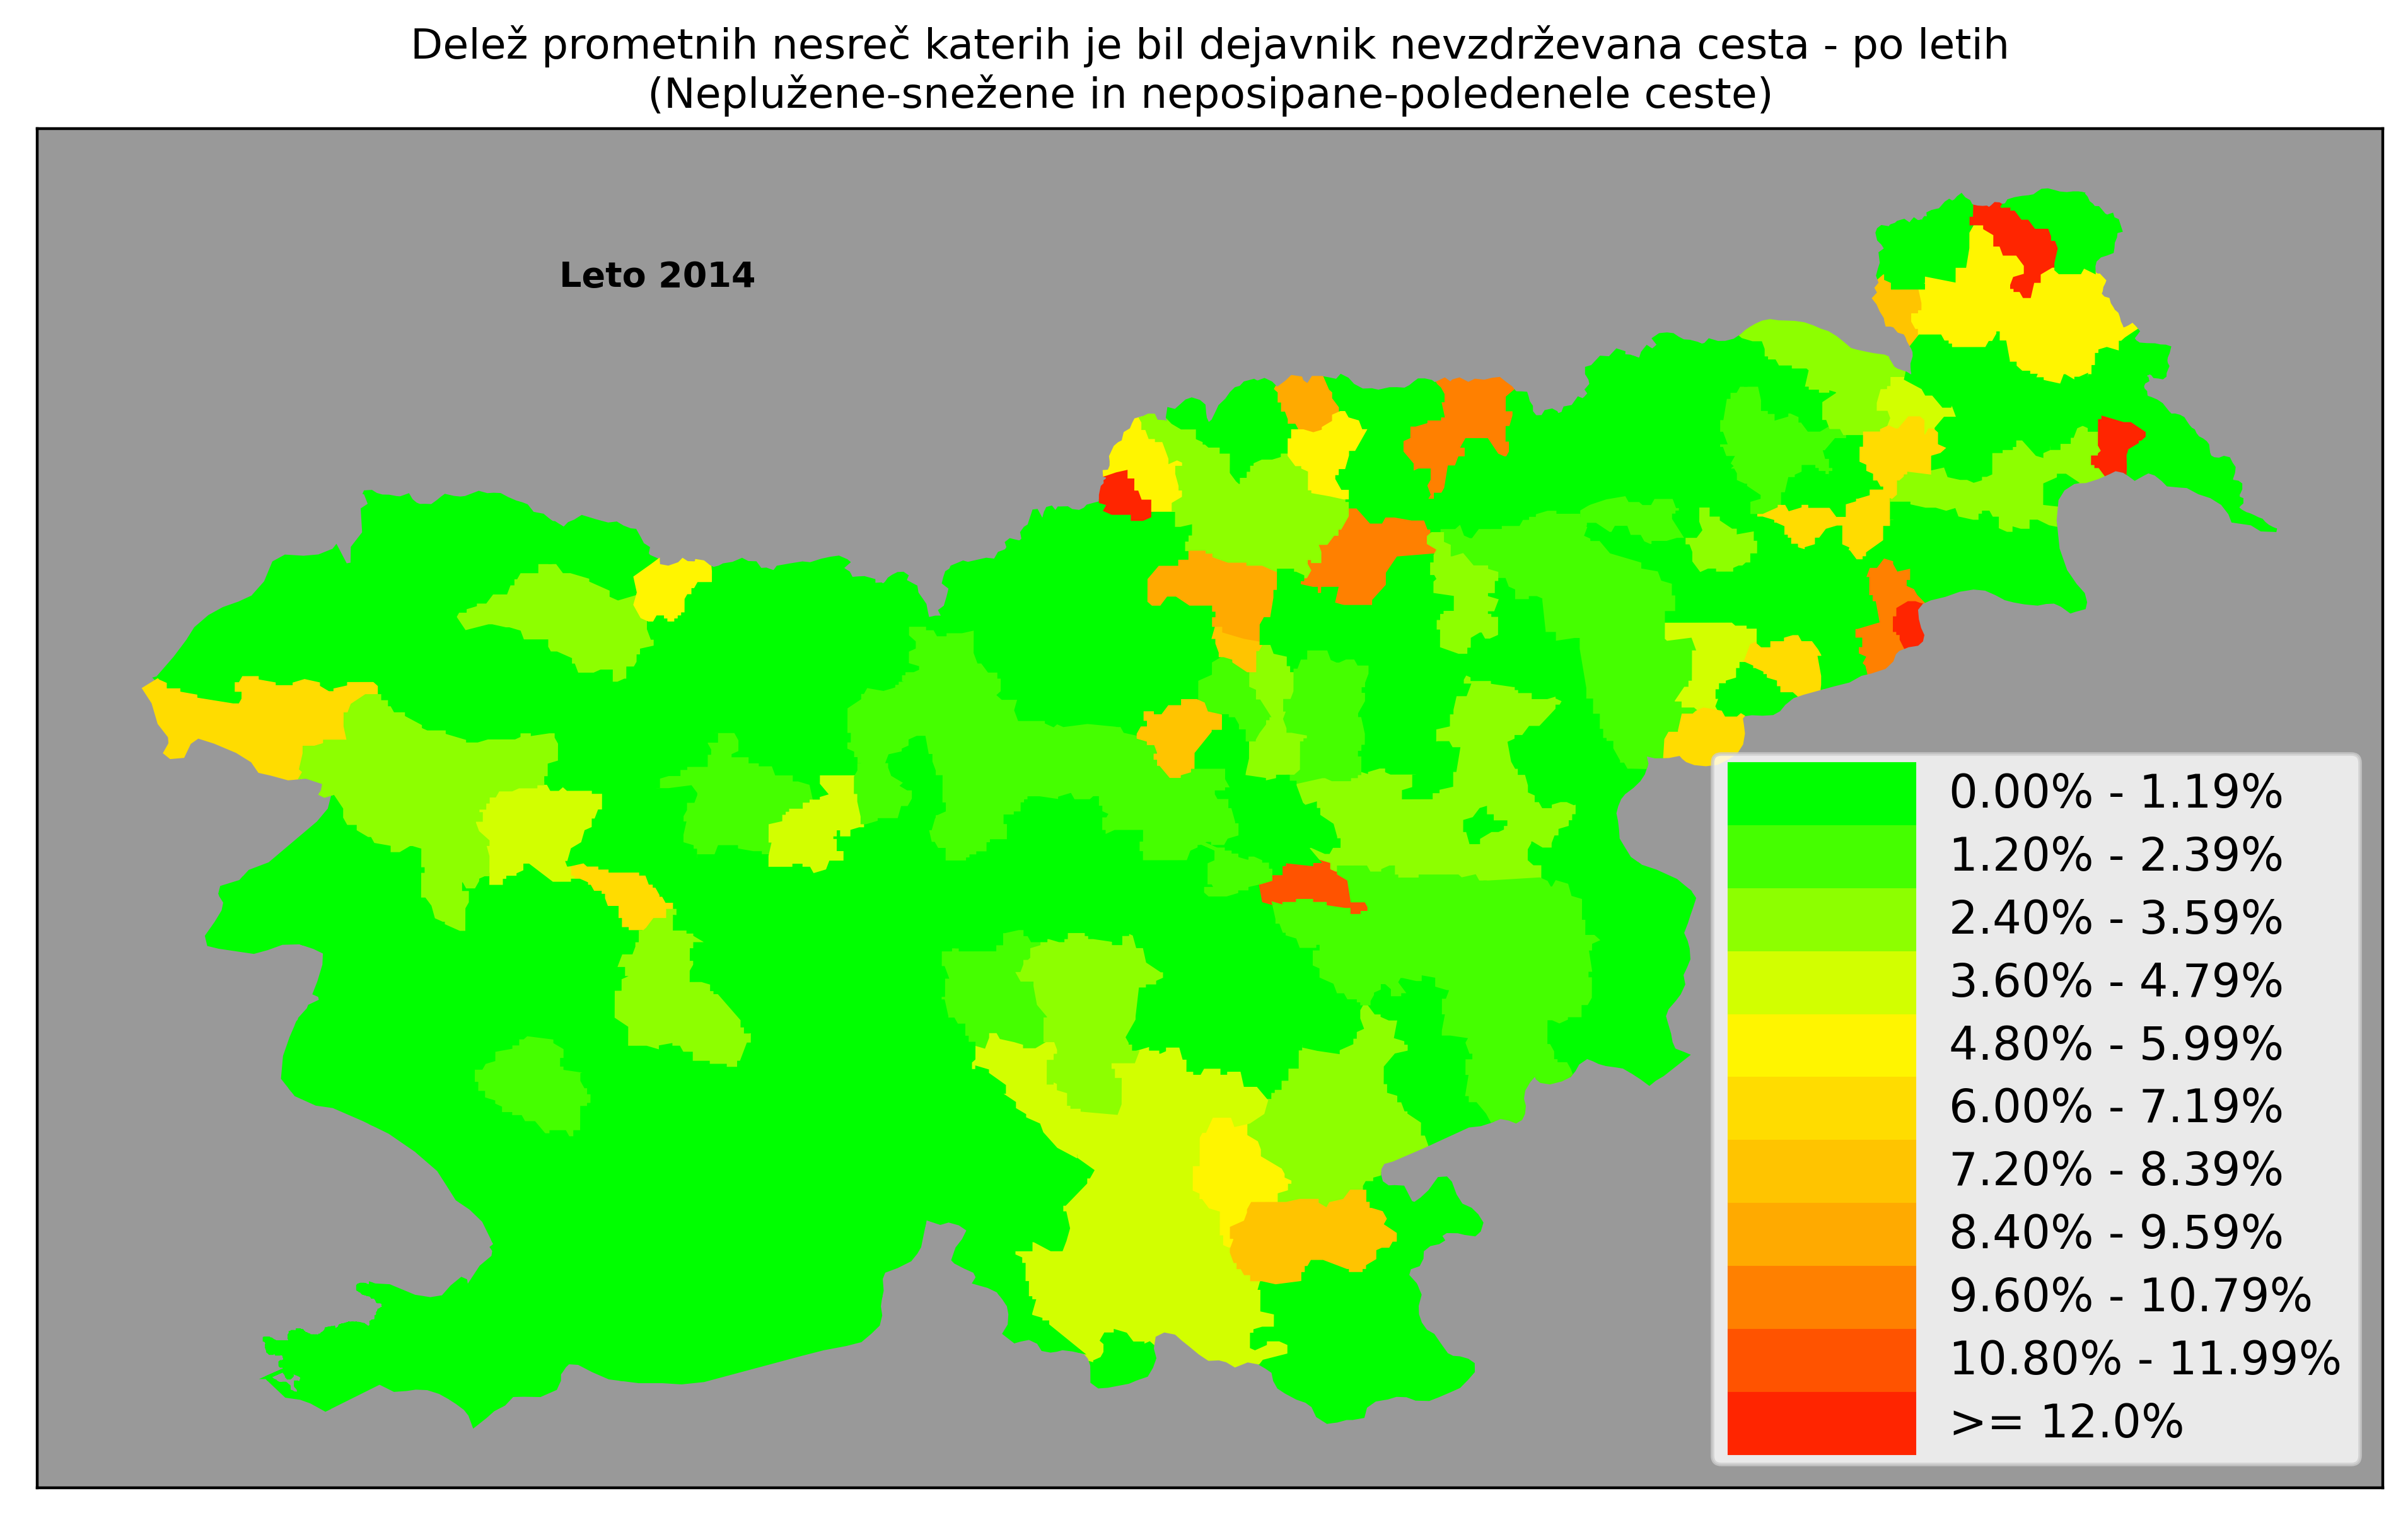 Delež prometnih nesreč katerih je bil dejavnik nevzdrževana cesta - po letih
(Neplužene-snežene in neposipane-poledenele ceste)
Leto 2014
0.00% - 1.19%
1.20% - 2.39%
2.40% - 3.59%
3.60% - 4.79%
4.80% - 5.99%
6.00% - 7.19%
7.20% - 8.39%
8.40% - 9.59%
9.60% - 10.79%
10.80% - 11.99%
>= 12.0%